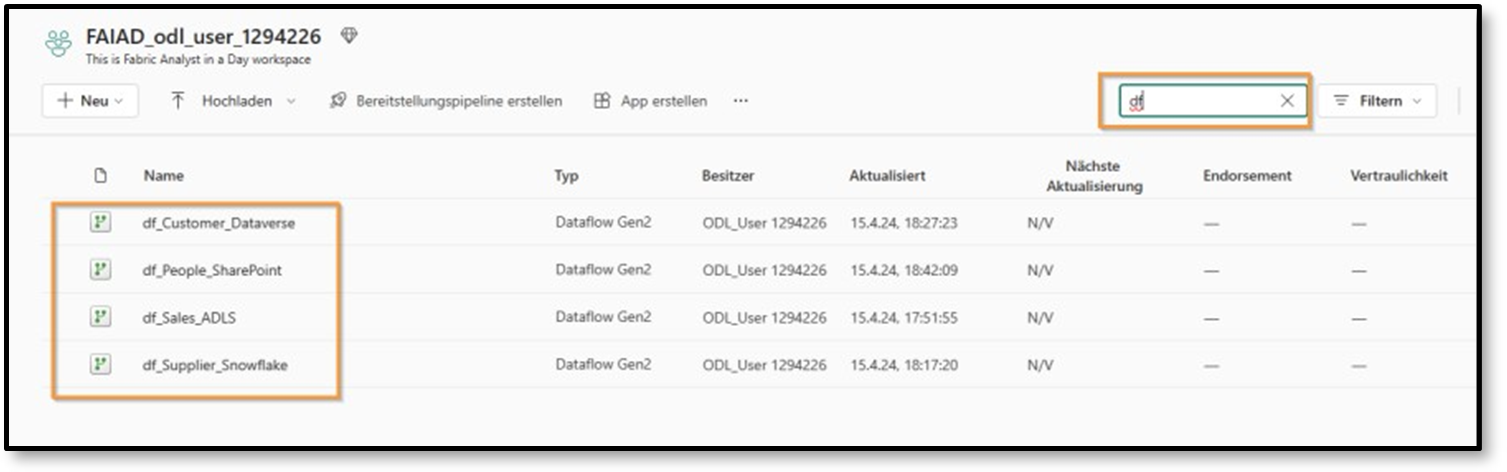 FAIAD_odl_user_1294226
This is Fabric Analyst in a Day workspace
Neu Hochladen Bereitstellungspipeline erstellen App erstellen ... df Filtern
Name Typ Besitzer Aktualisiert Nächste Aktualisierung Endorsement Vertraulichkeit
df_Customer_Dataverse Dataflow Gen2 ODL_User 1294226 15.4.24, 18:27:23 N/V — —
df_People_SharePoint Dataflow Gen2 ODL_User 1294226 15.4.24, 18:42:09 N/V — —
df_Sales_ADLS Dataflow Gen2 ODL_User 1294226 15.4.24, 17:51:55 N/V — —
df_Supplier_Snowflake Dataflow Gen2 ODL_User 1294226 15.4.24, 18:17:20 N/V — —